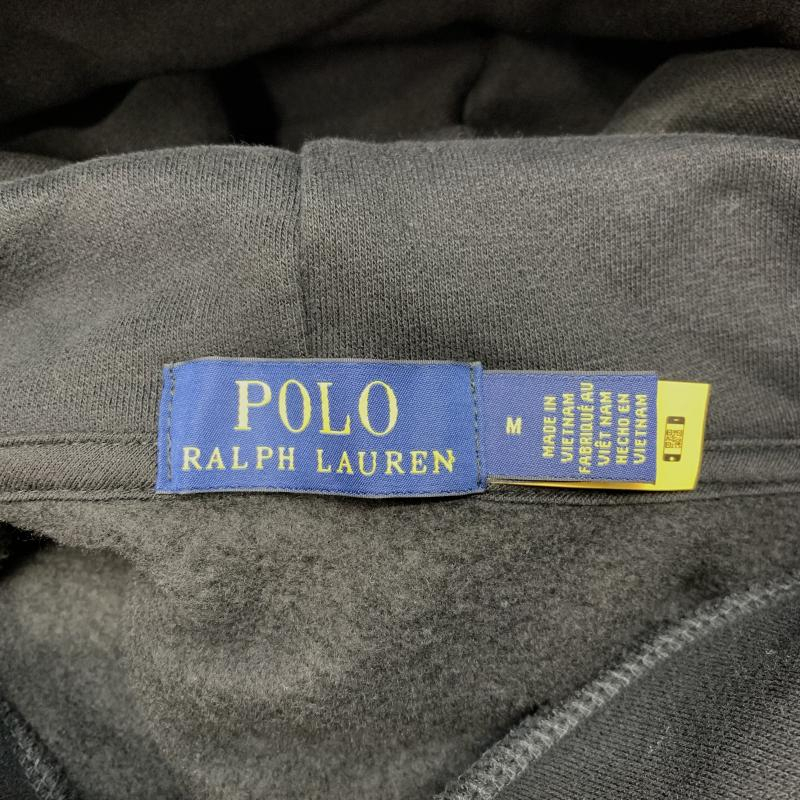 POLO
RALPH LAUREN
M
MADE IN
VIETNAM
FABRIQUÉ AU
VIÊT NAM
HECHO EN
VIETNAM